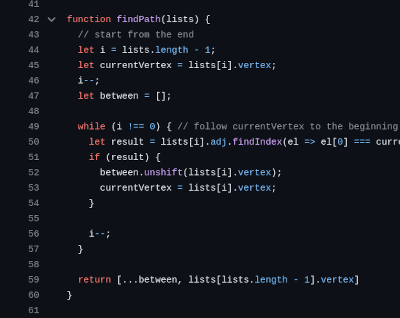 41
42 function findPath(lists) {
43 // start from the end
44 let i = lists.length - 1;
45 let currentVertex = lists[i].vertex;
46 i--;
47 let between = [];
48
49 while (i !== 0) { // follow currentVertex to the beginning
50 let result = lists[i].adj.findIndex(el => el[0] === curr
51 if (result) {
52 between.unshift(lists[i].vertex);
53 currentVertex = lists[i].vertex;
54 }
55
56 i--;
57 }
58
59 return [...between, lists[lists.length - 1].vertex]
60 }
61